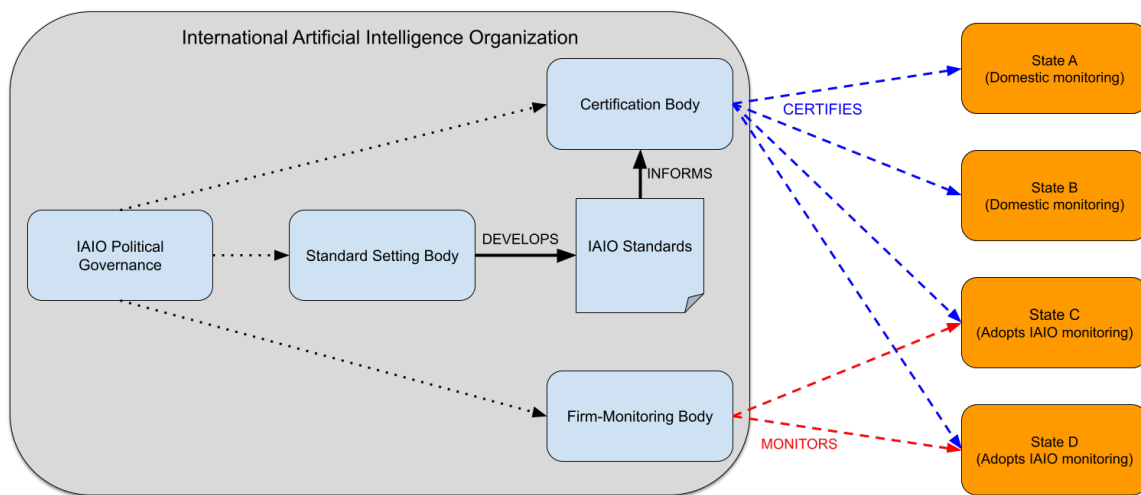 International Artificial Intelligence Organization
Certification Body
CERTIFIES
INFORMS
IAIO Political
Governance
Standard Setting Body
DEVELOPS
IAIO Standards
Firm-Monitoring Body
MONITORS
State A
(Domestic monitoring)
State B
(Domestic monitoring)
State C
(Adopts IAIO monitoring)
State D
(Adopts IAIO monitoring)